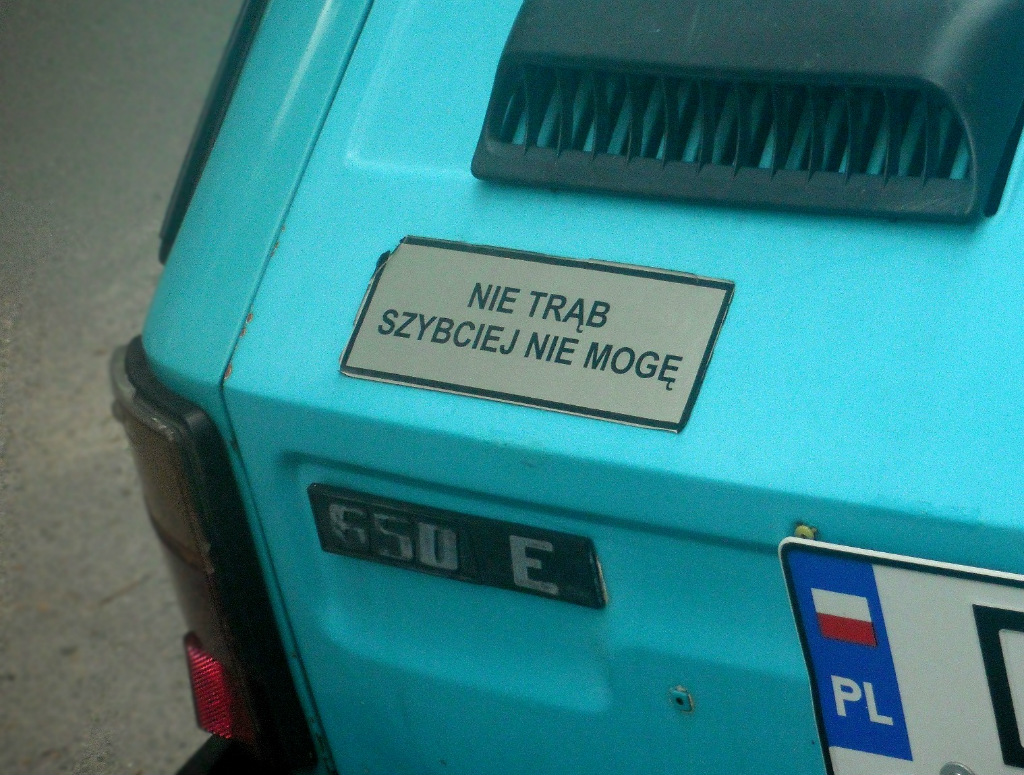 NIE TRĄB
SZYBCIEJ NIE MOGĘ
650 E
PL